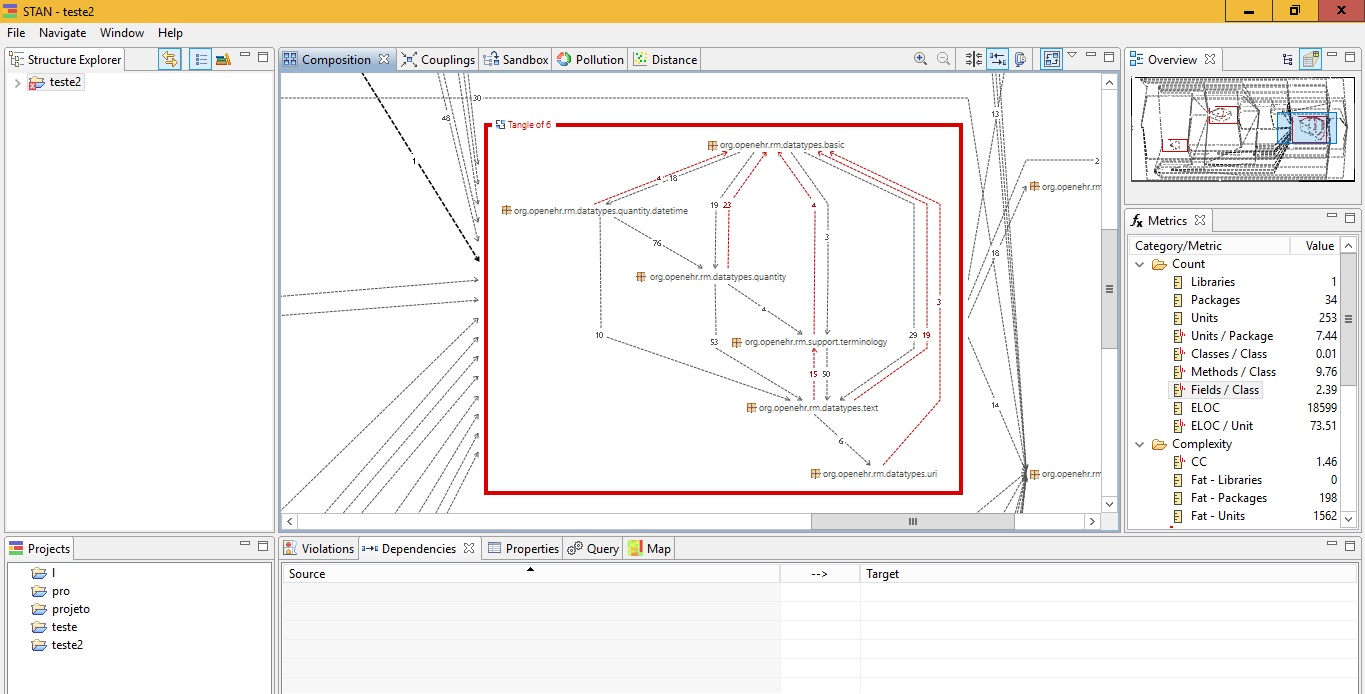 STAN - teste2
File Navigate Window Help
Structure Explorer
teste2
Composition Couplings Sandbox Pollution Distance
30
48
1
13
2
18
14
Tangle of 6
org.openehr.rm.datatypes.basic
4 18
org.openehr.rm.datatypes.quantity.datetime
19 23 4
3
76
org.openehr.rm.datatypes.quantity
4
3
10
53
29 19
org.openehr.rm.support.terminology
15 50
org.openehr.rm.datatypes.text
6
org.openehr.rm.datatypes.uri
org.openehr.rm
org.openehr.rm
Overview
Metrics
Category/Metric Value
Count
Libraries 1
Packages 34
Units 253
Units / Package 7.44
Classes / Class 0.01
Methods / Class 9.76
Fields / Class 2.39
ELOC 18599
ELOC / Unit 73.51
Complexity
CC 1.46
Fat - Libraries 0
Fat - Packages 198
Fat - Units 1562
Projects
l
pro
projeto
teste
teste2
Violations Dependencies Properties Query Map
Source --> Target